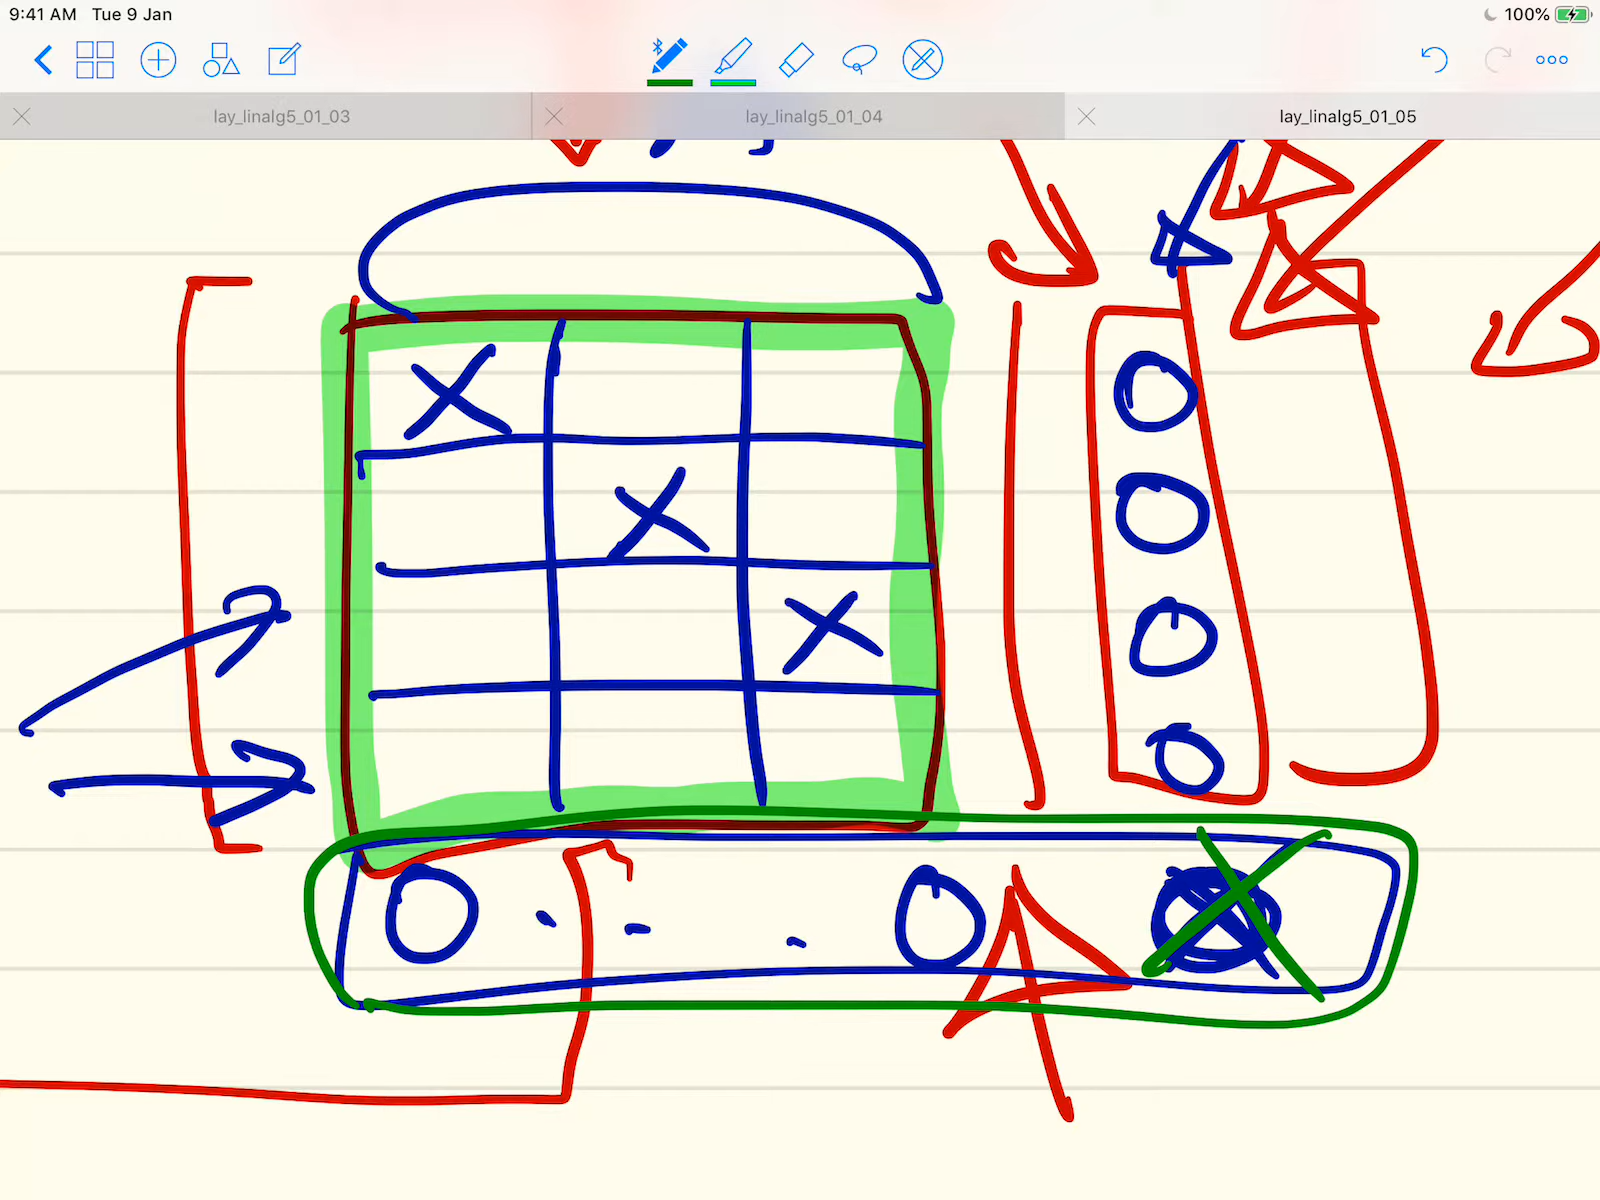 9:41 AM Tue 9 Jan 100%
lay_linalg5_01_03 lay_linalg5_01_04 lay_linalg5_01_05
X
O
X
O
X
O
O
O . . . O